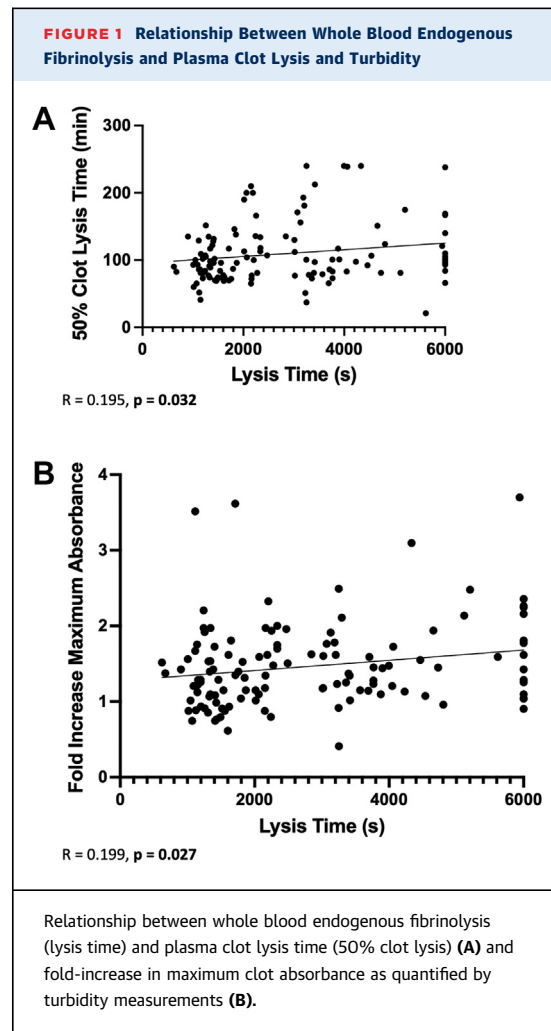 FIGURE 1 Relationship Between Whole Blood Endogenous
Fibrinolysis and Plasma Clot Lysis and Turbidity
A
50% Clot Lysis Time (min)
300
200
100
0
0 2000 4000 6000
Lysis Time (s)
R = 0.195, p = 0.032
B
Fold Increase Maximum Absorbance
4
3
2
1
0
0 2000 4000 6000
Lysis Time (s)
R = 0.199, p = 0.027
Relationship between whole blood endogenous fibrinolysis
(lysis time) and plasma clot lysis time (50% clot lysis) (A) and
fold-increase in maximum clot absorbance as quantified by
turbidity measurements (B).